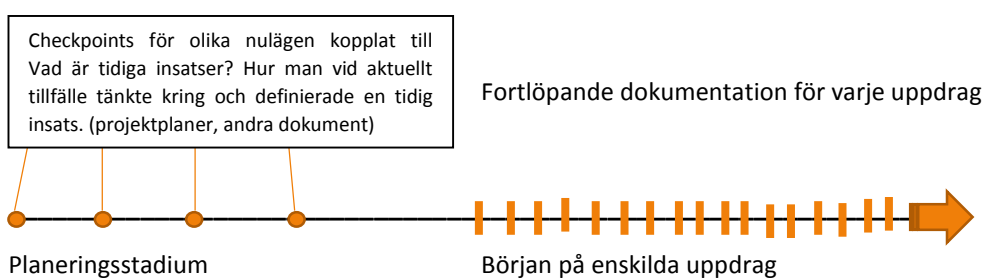 Checkpoints för olika nulägen kopplat till
Vad är tidiga insatser? Hur man vid aktuellt
tillfälle tänkte kring och definierade en tidig
insats. (projektplaner, andra dokument)
Fortlöpande dokumentation för varje uppdrag
Planeringsstadium
Början på enskilda uppdrag